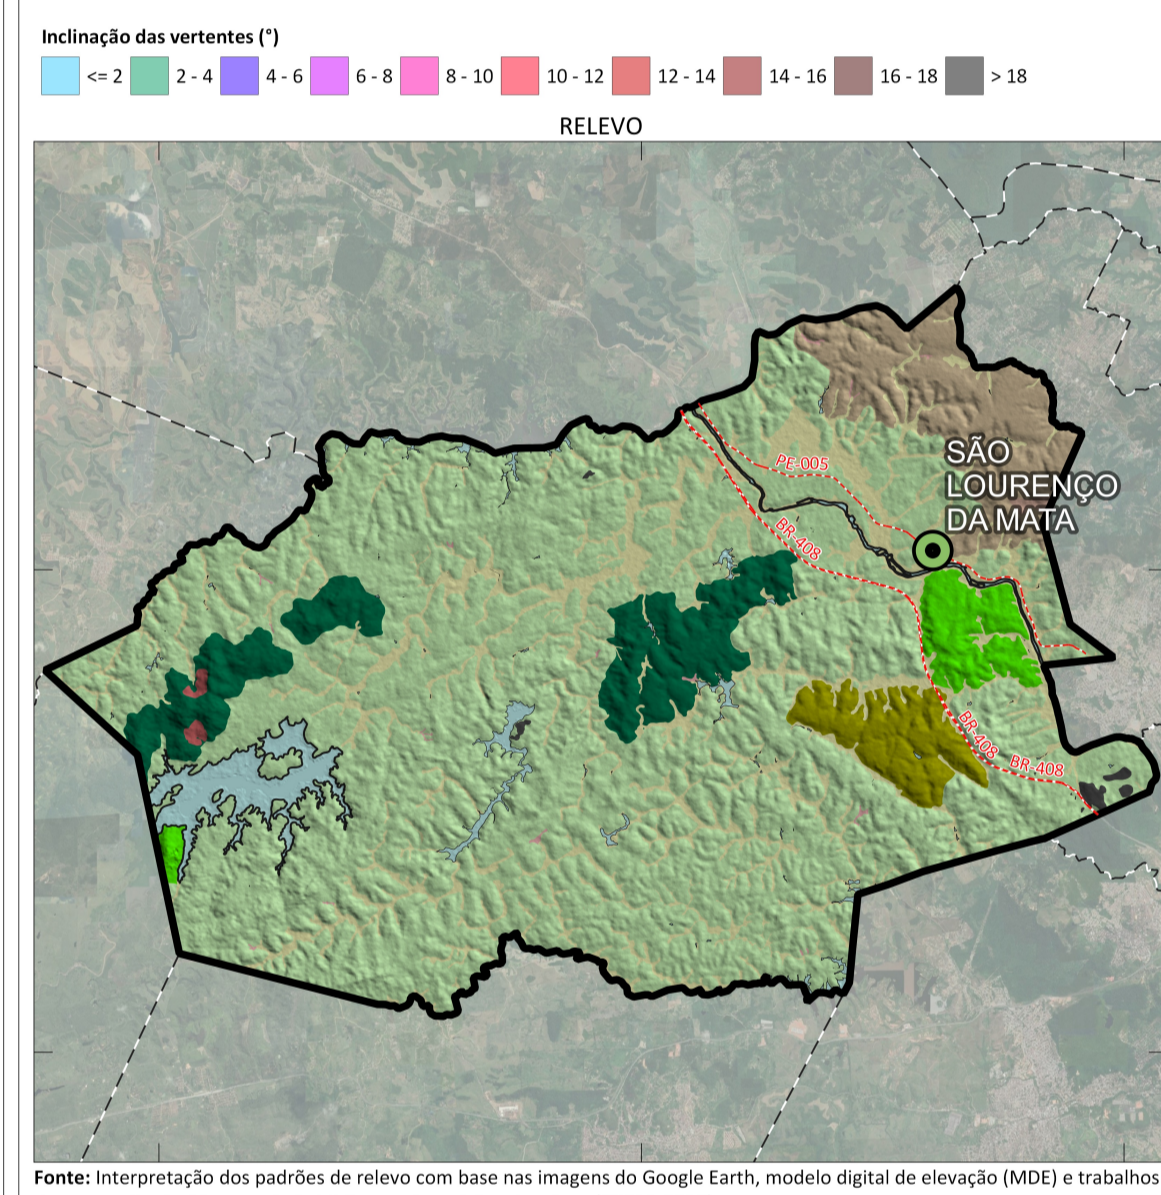 Inclinação das vertentes (°)
<= 2 2 - 4 4 - 6 6 - 8 8 - 10 10 - 12 12 - 14 14 - 16 16 - 18 > 18
RELEVO
SÃO
LOURENÇO
DA MATA
PE-005
BR-408
BR-408
BR-408
Fonte: Interpretação dos padrões de relevo com base nas imagens do Google Earth, modelo digital de elevação (MDE) e trabalhos